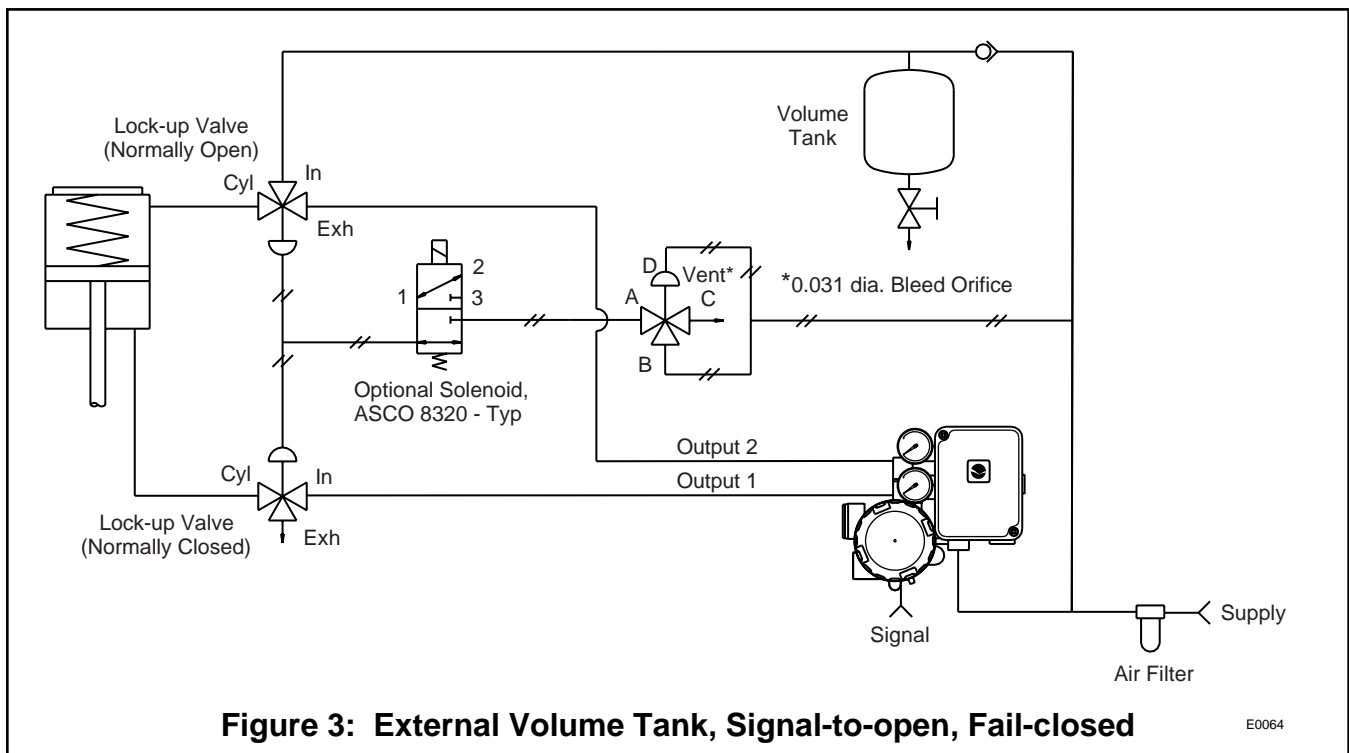 Lock-up Valve
(Normally Open)
Cyl
In
Exh
Volume
Tank
1
2
3
A
D
Vent*
C
B
*0.031 dia. Bleed Orifice
Optional Solenoid,
ASCO 8320 - Typ
Output 2
Output 1
Cyl
In
Exh
Lock-up Valve
(Normally Closed)
Signal
Supply
Air Filter
Figure 3: External Volume Tank, Signal-to-open, Fail-closed
E0064